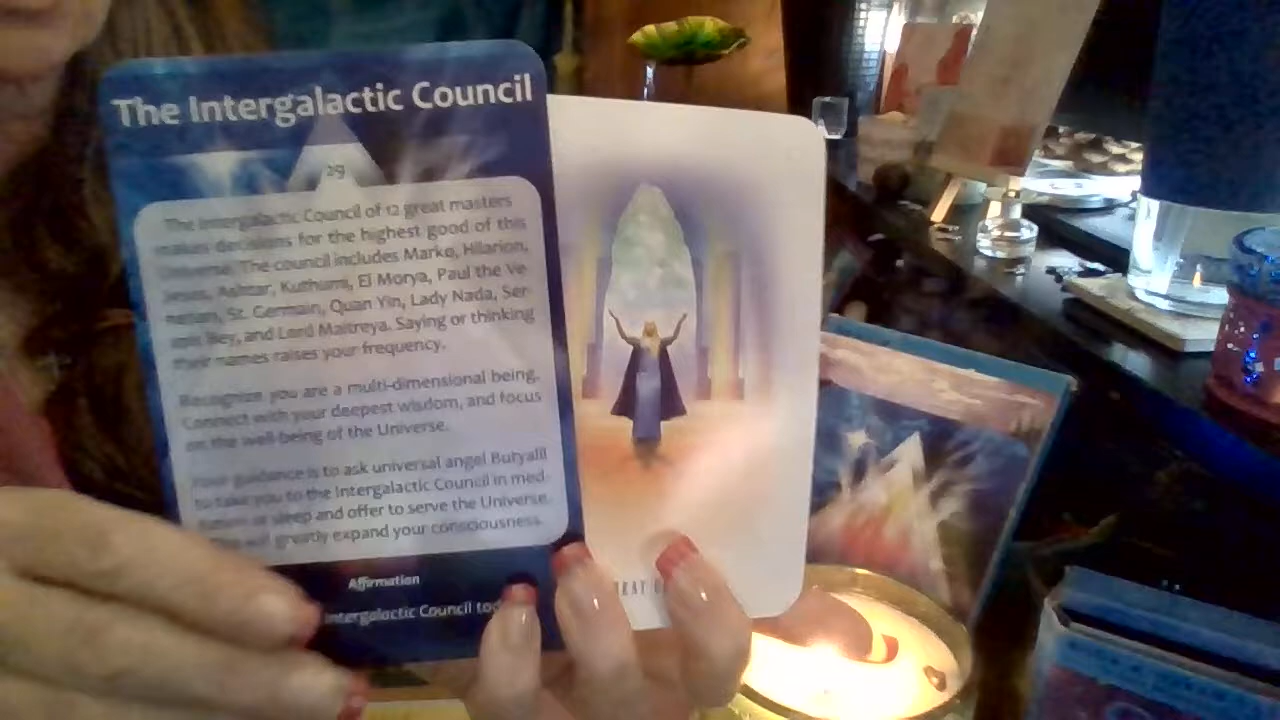 The Intergalactic Council
29
The Intergalactic Council of 12 great masters
makes decisions for the highest good of this
Universe. The council includes Marko, Hilarion,
Jesus, Ashtar, Kuthumi, El Morya, Paul the Ve-
netian, St. Germain, Quan Yin, Lady Nada, Ser-
apis Bey, and Lord Maitreya. Saying or thinking
their names raises your frequency.
Recognize you are a multi-dimensional being.
Connect with your deepest wisdom, and focus
on the well-being of the Universe.
Your guidance is to ask universal angel Butyalil
to take you to the Intergalactic Council in med-
itation or sleep and offer to serve the Universe.
will greatly expand your consciousness.
Affirmation
Intergalactic Council